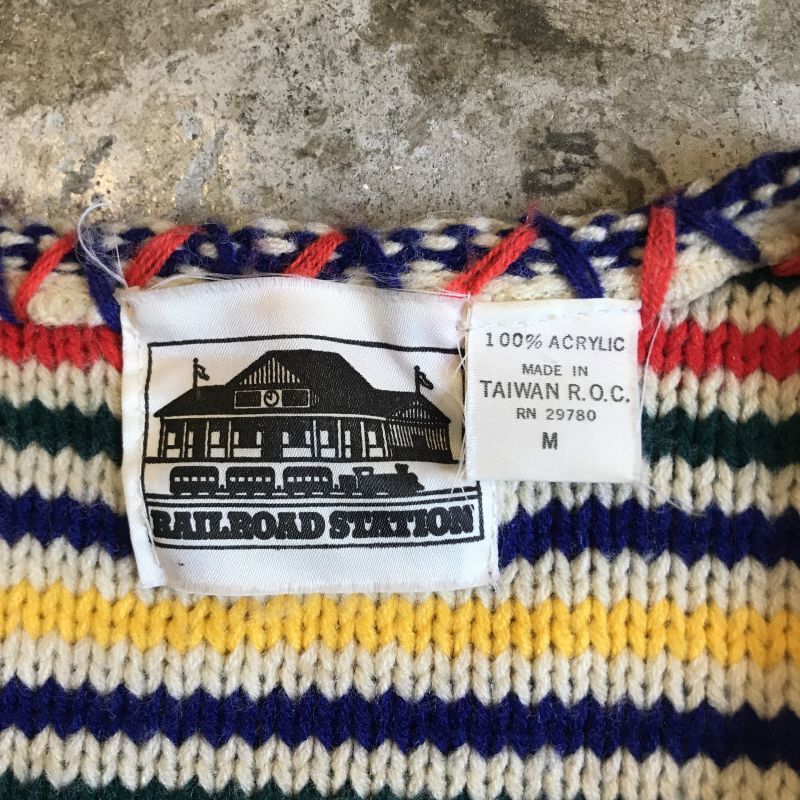 RAILROAD STATION
100% ACRYLIC
MADE IN
TAIWAN R.O.C.
RN 29780
M